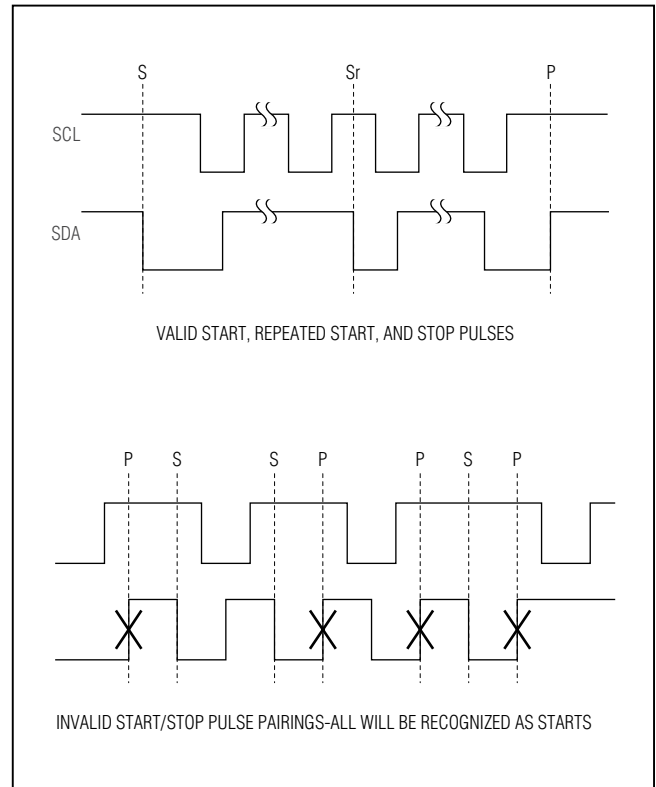 S Sr P
SCL
SDA
VALID START, REPEATED START, AND STOP PULSES
P S S P P S P
INVALID START/STOP PULSE PAIRINGS-ALL WILL BE RECOGNIZED AS STARTS